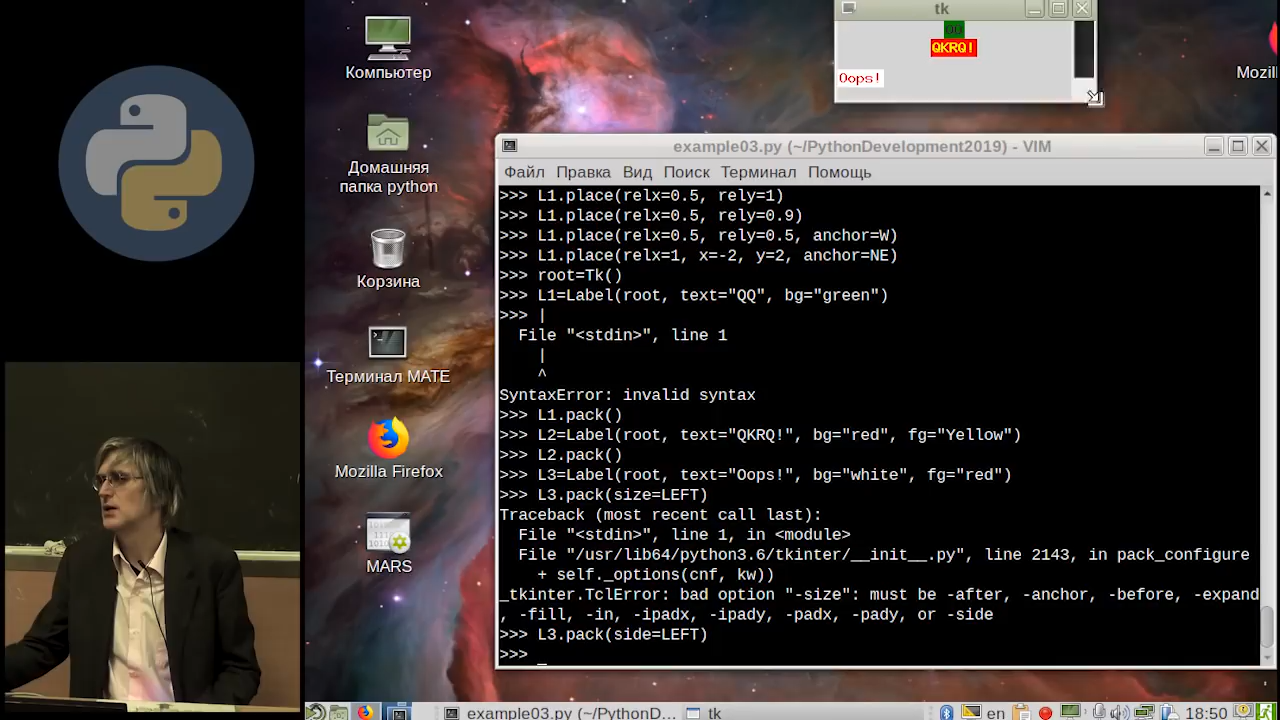 tk
QKRQ!
Oops!
Компьютер
Домашняя
папка python
Корзина
Терминал MATE
Mozilla Firefox
MARS
Mozil
example03.py (~/PythonDevelopment2019) - VIM
Файл Правка Вид Поиск Терминал Помощь
>>> L1.place(relx=0.5, rely=1)
>>> L1.place(relx=0.5, rely=0.9)
>>> L1.place(relx=0.5, rely=0.5, anchor=W)
>>> L1.place(relx=1, x=-2, y=2, anchor=NE)
>>> root=Tk()
>>> L1=Label(root, text="QQ", bg="green")
>>> |
File "<stdin>", line 1
|
^
SyntaxError: invalid syntax
>>> L1.pack()
>>> L2=Label(root, text="QKRQ!", bg="red", fg="Yellow")
>>> L2.pack()
>>> L3=Label(root, text="Oops!", bg="white", fg="red")
>>> L3.pack(size=LEFT)
Traceback (most recent call last):
File "<stdin>", line 1, in <module>
File "/usr/lib64/python3.6/tkinter/__init__.py", line 2143, in pack_configure
+ self._options(cnf, kw))
_tkinter.TclError: bad option "-size": must be -after, -anchor, -before, -expand
, -fill, -in, -ipadx, -ipady, -padx, -pady, or -side
>>> L3.pack(side=LEFT)
>>> _
example03.py (~/PythonD... tk en 18:50